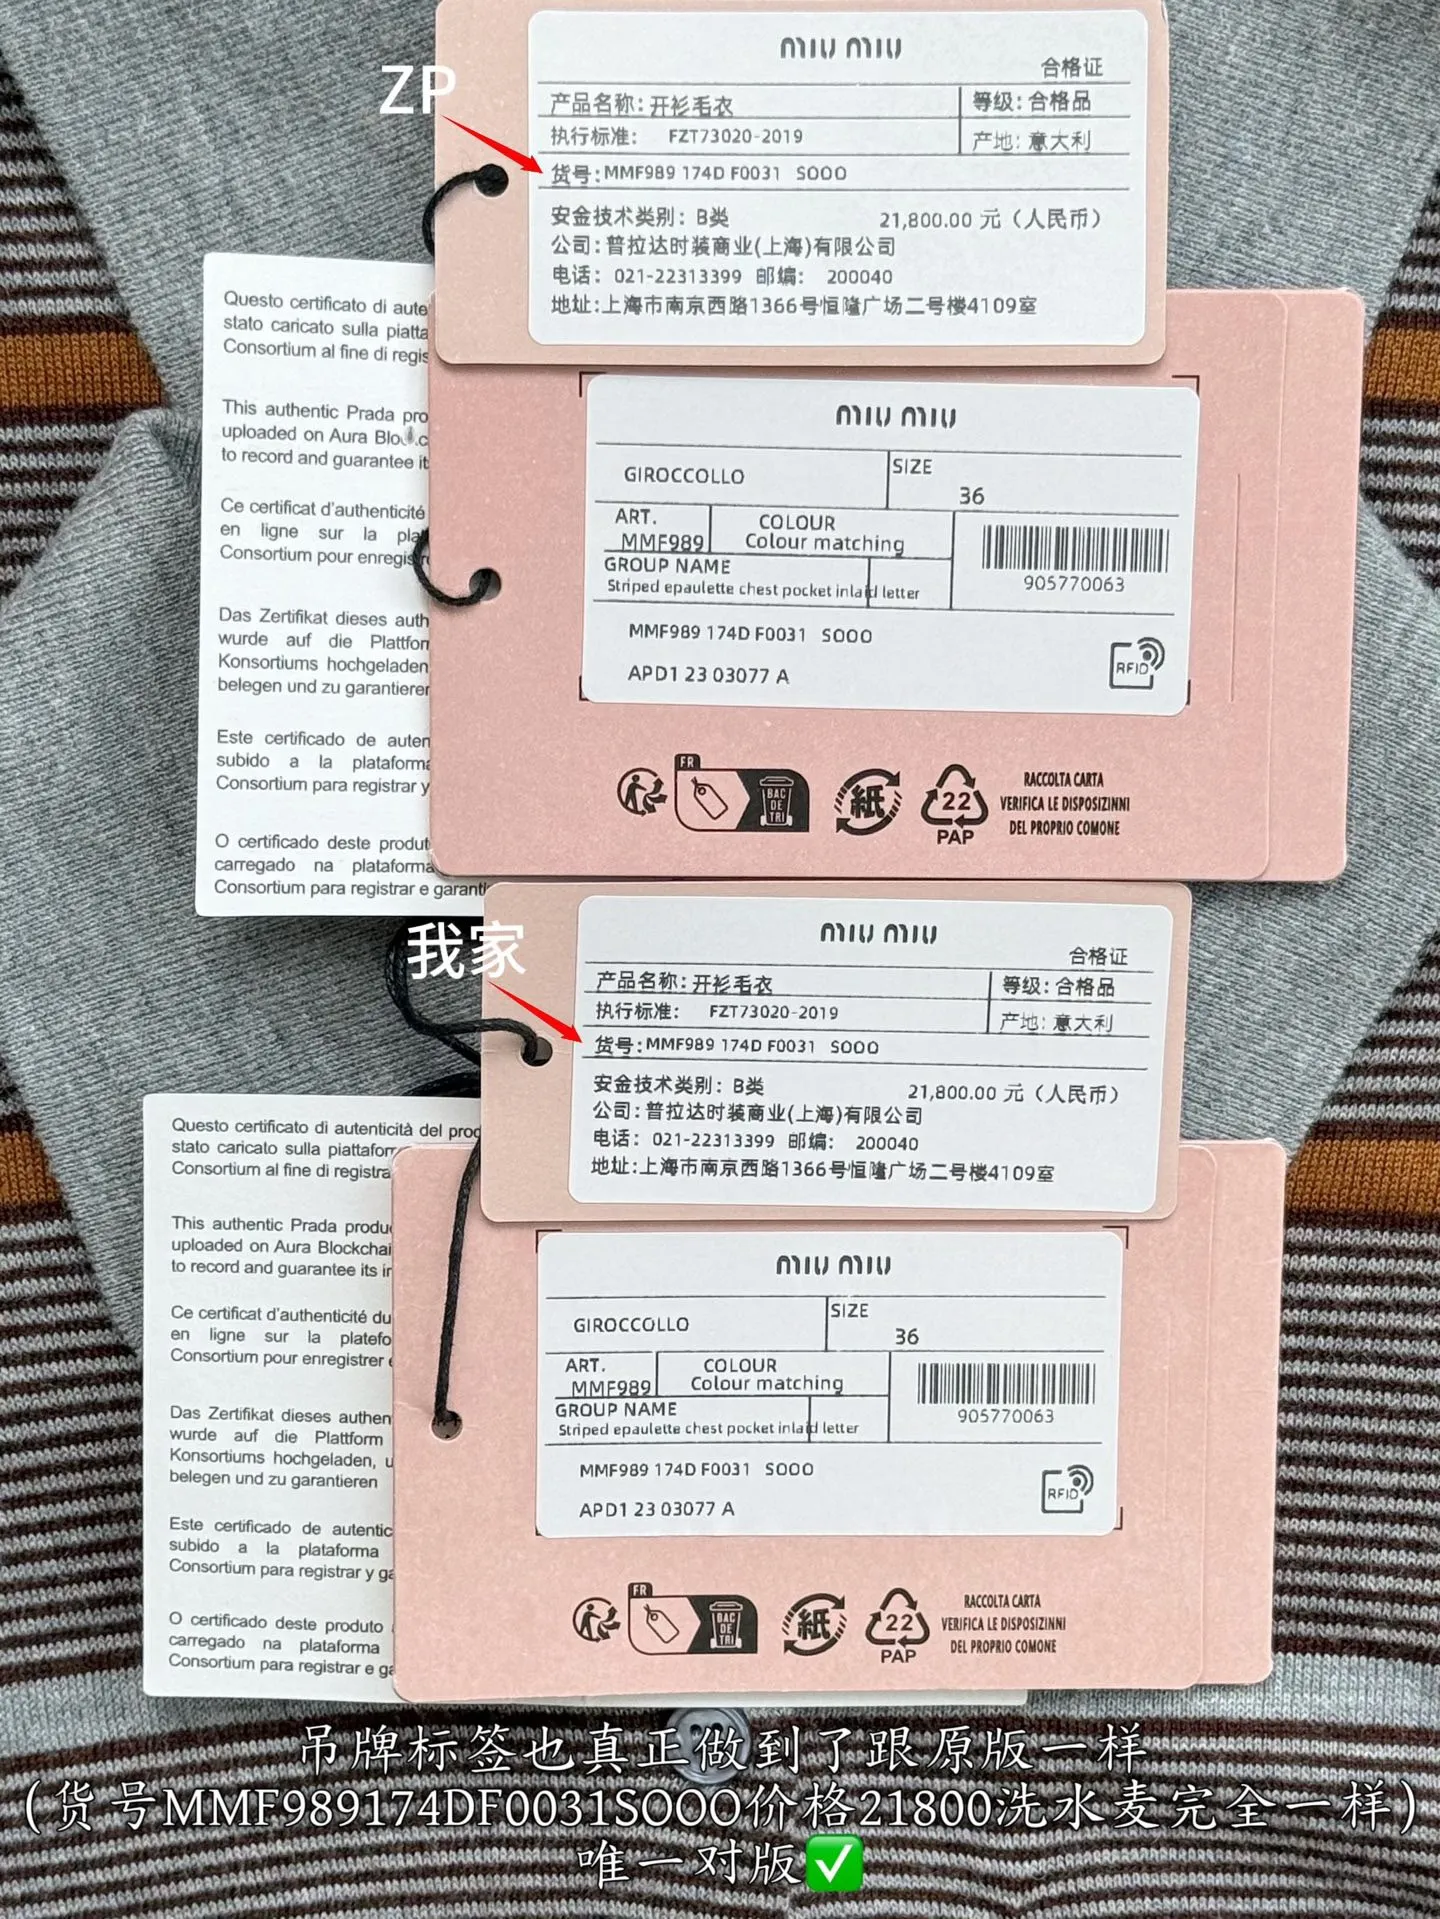 miu miu
合格证
ZP
产品名称: 开衫毛衣
等级: 合格品
执行标准: FZT73020-2019
产地: 意大利
货号: MMF989 174D F0031 SOOO
安金技术类别: B类
21,800.00 元（人民币）
公司: 普拉达时装商业(上海)有限公司
电话: 021-22313399 邮编: 200040
地址:上海市南京西路1366号恒隆广场二号楼4109室
Questo certificato di aute
stato caricato sulla piatta
Consortium al fine di regis
This authentic Prada pro
uploaded on Aura
to record and guarantee it
Ce certificat d'authenticité
en ligne sur la pla
Consortium pour enregis
Das Zertifikat dieses auth
wurde auf die Plattfor
Konsortiums hochgeladen
belegen und zu garantieren
Este certificado de auten
subido a la plataforma
Consortium para registrar y
O certificado deste produt
carregado na plataforma
Consortium para registrar e garanti
miu miu
GIROCCOLLO
SIZE
36
ART.
MMF989
COLOUR
Colour matching
GROUP NAME
Striped epaulette chest pocket inlaid letter
905770063
MMF989 174D F0031 SOOO
APD1 23 03077 A
RFID
FR
BAC
DE
TRI
紙
22
PAP
RACCOLTA CARTA
VERIFICA LE DISPOSIZINNI
DEL PROPRIO COMONE
我家
miu miu
合格证
产品名称: 开衫毛衣
等级: 合格品
执行标准: FZT73020-2019
产地: 意大利
货号: MMF989 174D F0031 SOOO
安金技术类别: B类
21,800.00 元（人民币）
公司: 普拉达时装商业(上海)有限公司
电话: 021-22313399 邮编: 200040
地址:上海市南京西路1366号恒隆广场二号楼4109室
Questo certificato di autenticità del prod
stato caricato sulla piattafor
Consortium al fine di registra
This authentic Prada produ
uploaded on Aura Blockchai
to record and guarantee its in
Ce certificat d'authenticité du
en ligne sur la platefo
Consortium pour enregistrer
Das Zertifikat dieses authen
wurde auf die Plattform
Konsortiums hochgeladen, u
belegen und zu garantieren
Este certificado de autentic
subido a la plataforma
Consortium para registrar y ga
O certificado deste produto
carregado na plataforma
Consortium para registrar e ga
miu miu
GIROCCOLLO
SIZE
36
ART.
MMF989
COLOUR
Colour matching
GROUP NAME
Striped epaulette chest pocket inlaid letter
905770063
MMF989 174D F0031 SOOO
APD1 23 03077 A
RFID
FR
BAC
DE
TRI
紙
22
PAP
RACCOLTA CARTA
VERIFICA LE DISPOSIZINNI
DEL PROPRIO COMONE
吊牌标签也真正做到了跟原版一样
(货号MMF989174DF0031SOOO价格21800洗水麦完全一样)
唯一对版✅